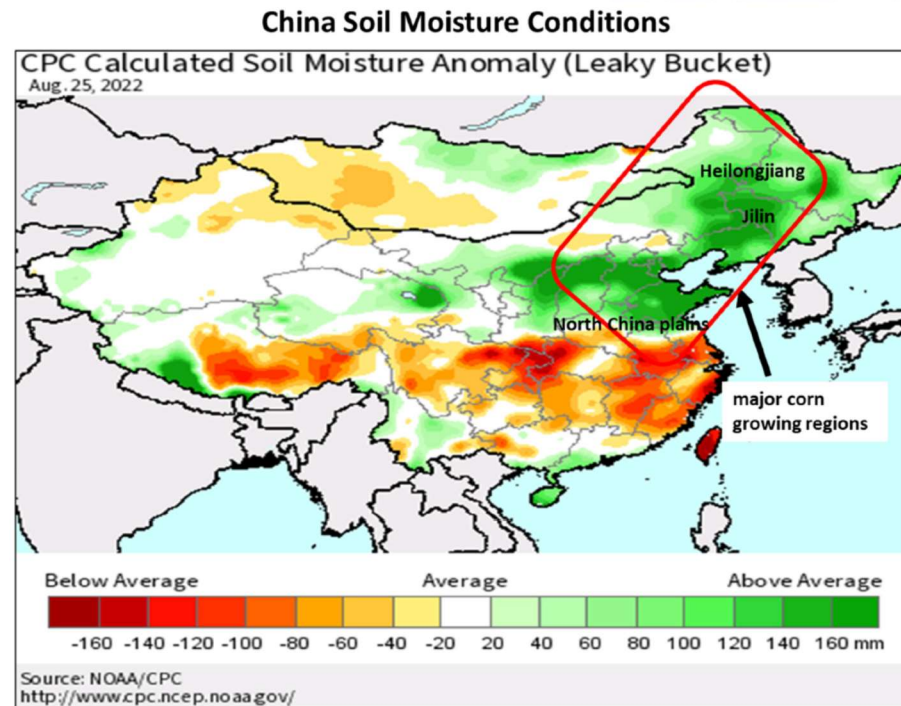 China Soil Moisture Conditions
CPC Calculated Soil Moisture Anomaly (Leaky Bucket)
Aug. 25, 2022
Heilongjiang
Jilin
North China plains
major corn
growing regions
Below Average Average Above Average
-160 -140 -120 -100 -80 -60 -40 -20 20 40 60 80 100 120 140 160 mm
Source: NOAA/CPC
http://www.cpc.ncep.noaa.gov/